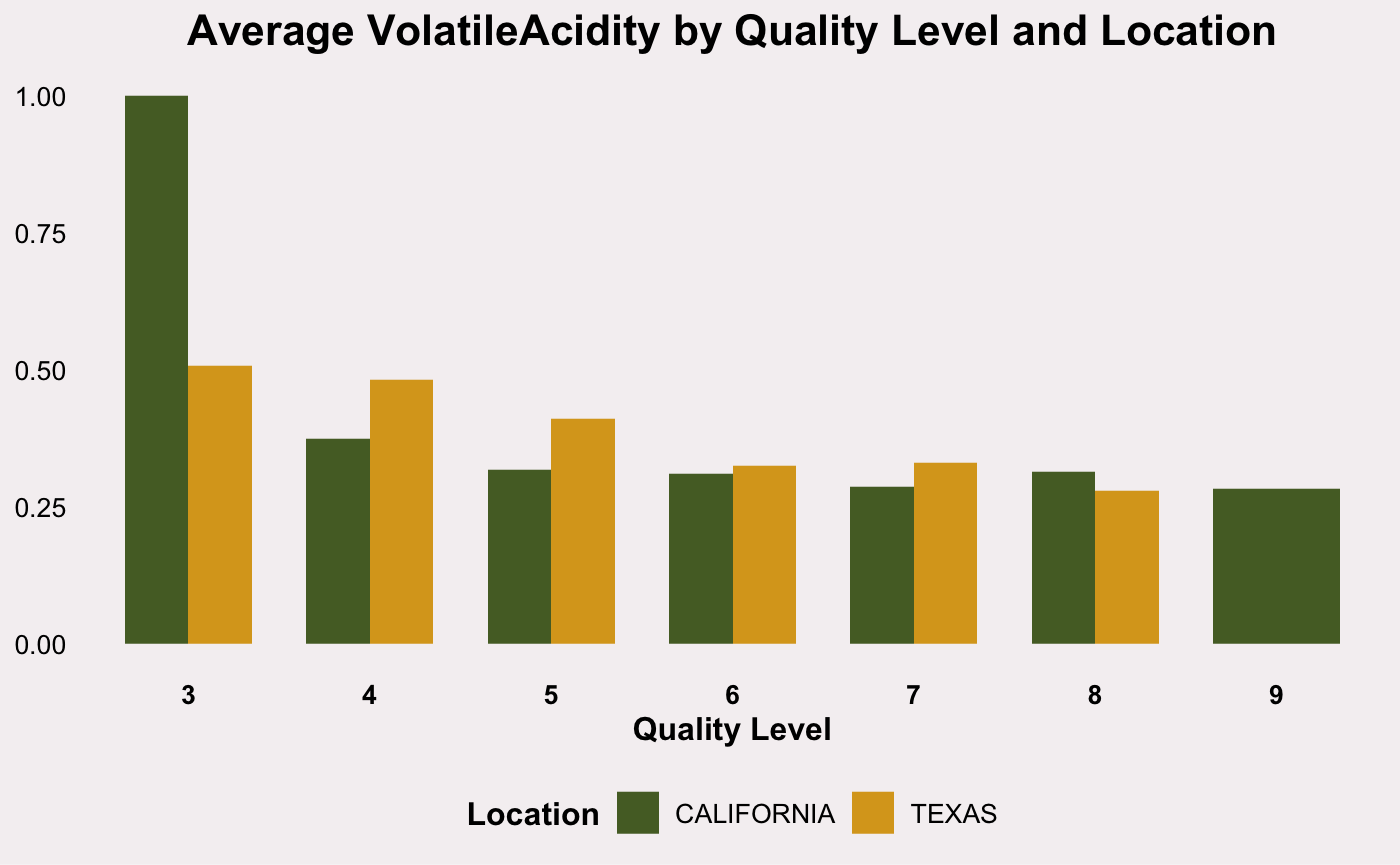 Average VolatileAcidity by Quality Level and Location
1.00
0.75
0.50
0.25
0.00
3 4 5 6 7 8 9
Quality Level
Location CALIFORNIA TEXAS